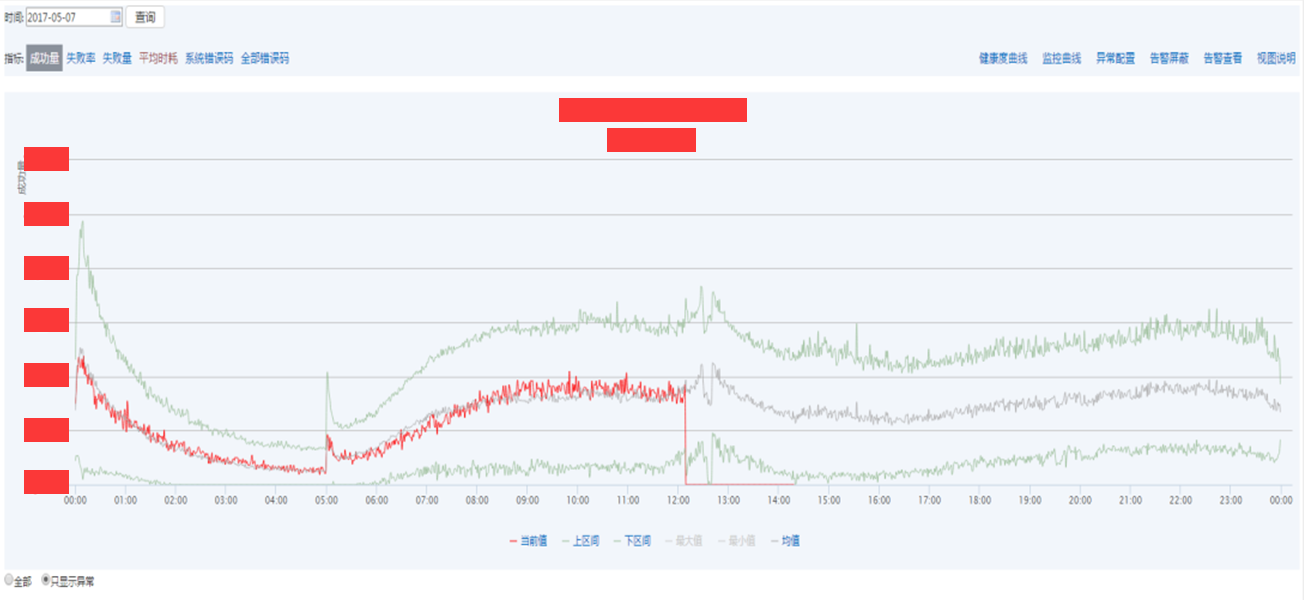 时间: 2017-05-07 查询
指标: 成功量 失败率 失败量 平均时耗 系统错误码 全部错误码 健康度曲线 监控曲线 异常配置 告警屏蔽 告警查看 视图说明
成功量
00:00 01:00 02:00 03:00 04:00 05:00 06:00 07:00 08:00 09:00 10:00 11:00 12:00 13:00 14:00 15:00 16:00 17:00 18:00 19:00 20:00 21:00 22:00 23:00 00:00
当前值 上区间 下区间 最大值 最小值 均值
全部 只显示异常